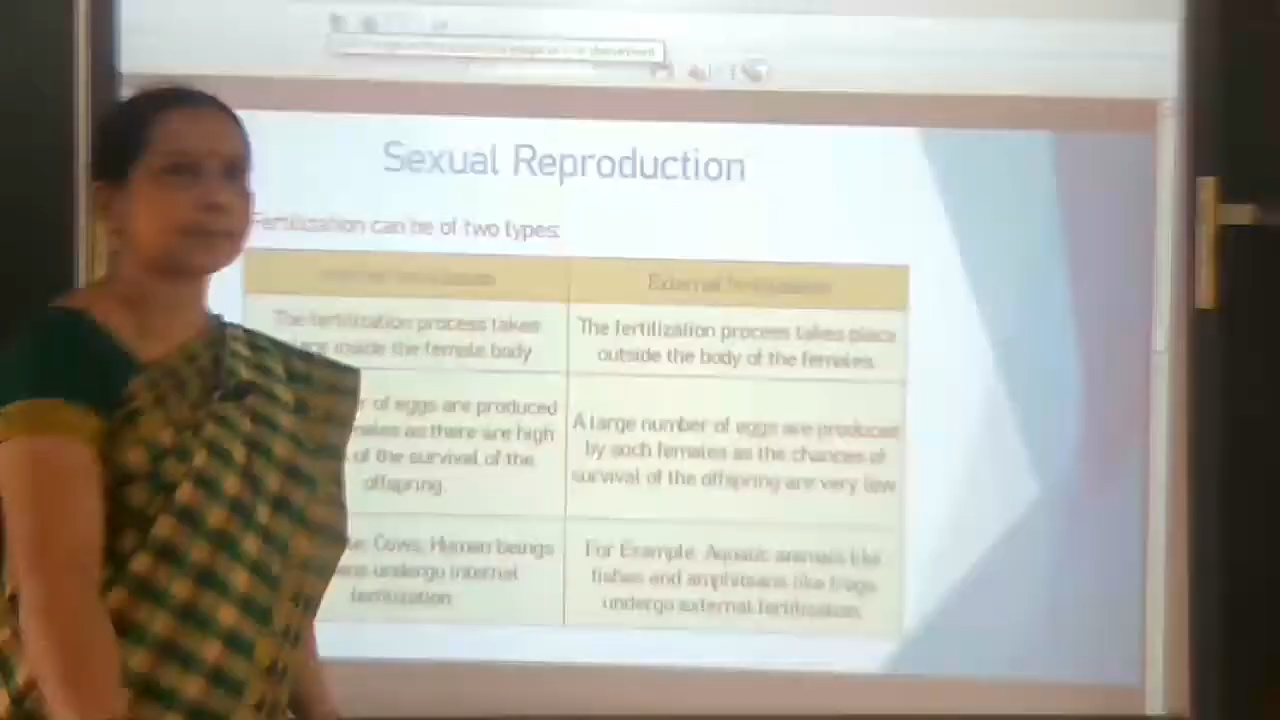 Sexual Reproduction
Fertilization can be of two types:
External fertilization
The fertilization process takes
inside the female body
The fertilization process takes place
outside the body of the females.
of eggs are produced
as there are high
of the survival of the
offspring.
A large number of eggs are produced
by such females as the chances of
survival of the offspring are very low
Cows, Human beings
undergo internal
fertilization
For Example: Aquatic animals like
fishes and amphibians like frogs
undergo external fertilization.